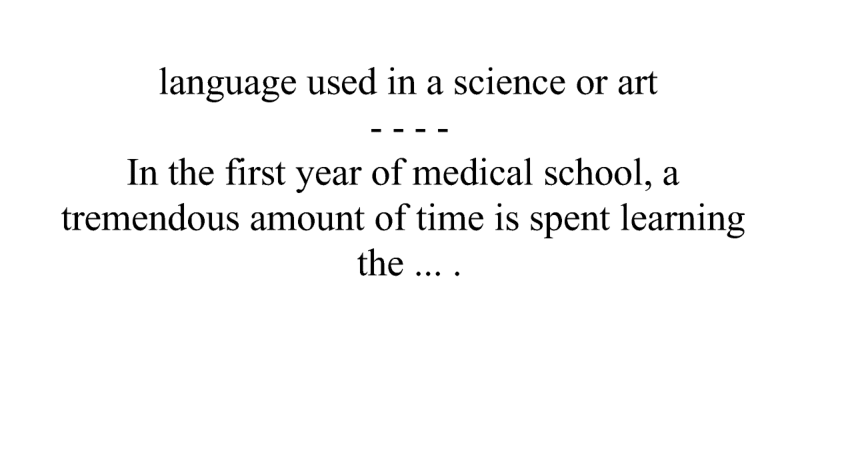 language used in a science or art
- - - -
In the first year of medical school, a
tremendous amount of time is spent learning
the ... .